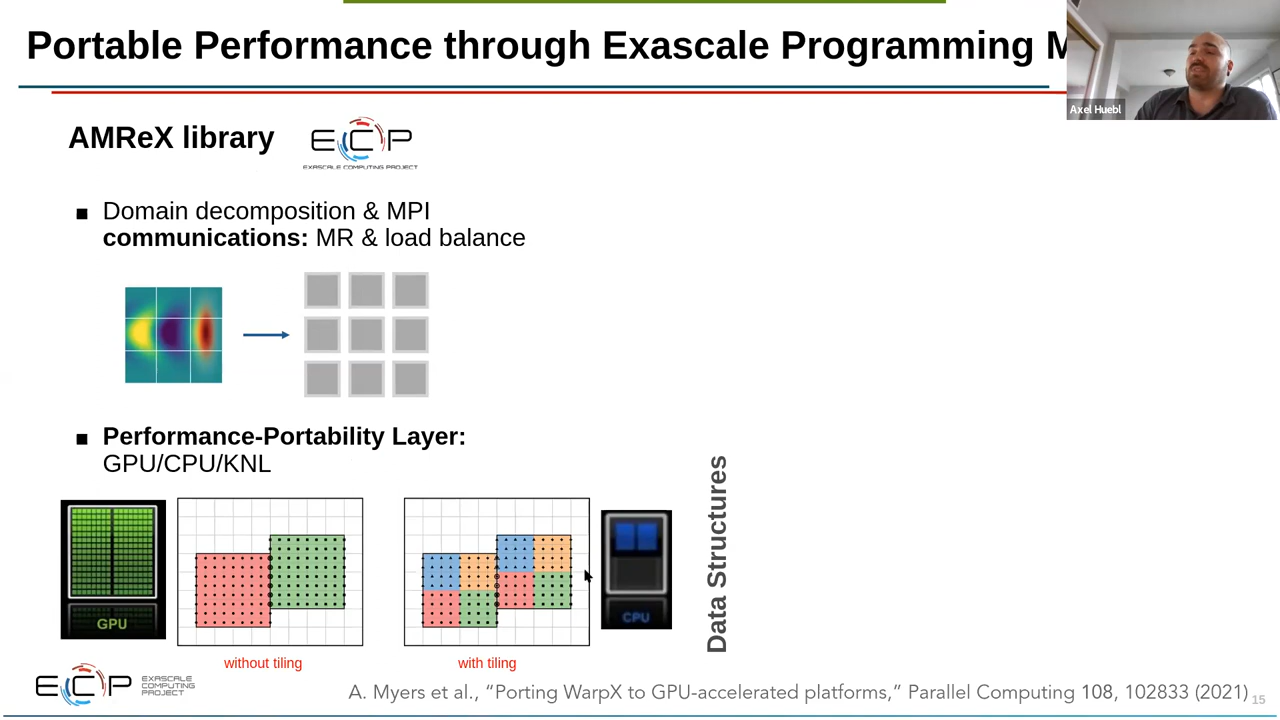 Portable Performance through Exascale Programming M
Axel Huebl
AMReX library
ECP
EXASCALE COMPUTING PROJECT
■ Domain decomposition & MPI
communications: MR & load balance
■ Performance-Portability Layer:
GPU/CPU/KNL
GPU
CPU
Data Structures
without tiling
with tiling
ECP
EXASCALE
COMPUTING
PROJECT
A. Myers et al., “Porting WarpX to GPU-accelerated platforms,” Parallel Computing 108, 102833 (2021)
15